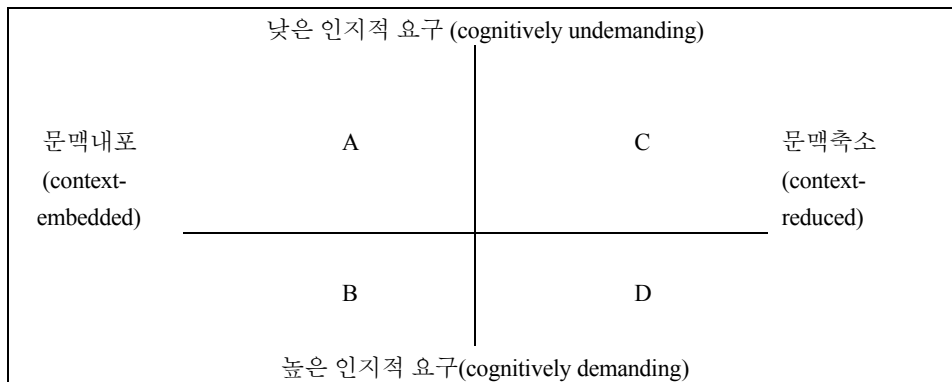 낮은 인지적 요구 (cognitively undemanding)
문맥내포 A C 문맥축소
(context- (context-
embedded) reduced)
B D
높은 인지적 요구(cognitively demanding)